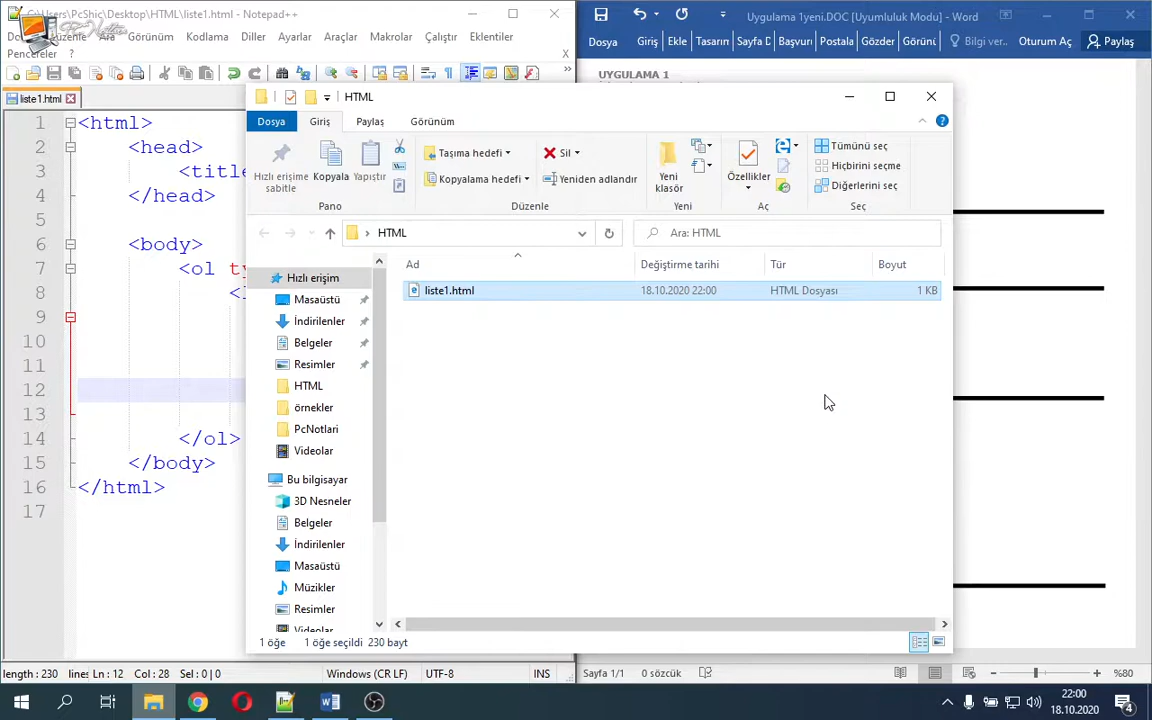 C:\Users\PcShic\Desktop\HTML\liste1.html - Notepad++
Ara Görünüm Kodlama Diller Ayarlar Araçlar Makrolar Çalıştır Eklentiler
Pencereler ? X
liste1.html
1 <html>
2 <head>
3 <title
4 </head>
5
6 <body>
7 <ol ty
8 <l
9
10
11
12
13
14 </ol>
15 </body>
16 </html>
17
length : 230 lines Ln : 12 Col : 28 Sel : 0 | 0 Windows (CR LF) UTF-8 INS
Uygulama 1yeni.DOC [Uyumluluk Modu] - Word
Dosya Giriş Ekle Tasarın Sayfa D Başvuru Postala Gözder Görünü Bilgi ver... Oturum Aç Paylaş
UYGULAMA 1
HTML
Dosya Giriş Paylaş Görünüm
Hızlı erişime sabitle
Kopyala
Yapıştır
Taşıma hedefi
Kopyalama hedefi
Sil
Yeniden adlandır
Yeni klasör
Özellikler
Tümünü seç
Hiçbirini seçme
Diğerlerini seç
Pano Düzenle Yeni Aç Seç
HTML
Ara: HTML
Ad Değiştirme tarihi Tür Boyut
liste1.html 18.10.2020 22:00 HTML Dosyası 1 KB
Hızlı erişim
Masaüstü
İndirilenler
Belgeler
Resimler
HTML
örnekler
PcNotlari
Videolar
Bu bilgisayar
3D Nesneler
Belgeler
İndirilenler
Masaüstü
Müzikler
Resimler
Videolar
1 öğe 1 öğe seçildi 230 bayt
Sayfa 1/1 0 sözcük %80
22:00
18.10.2020
4